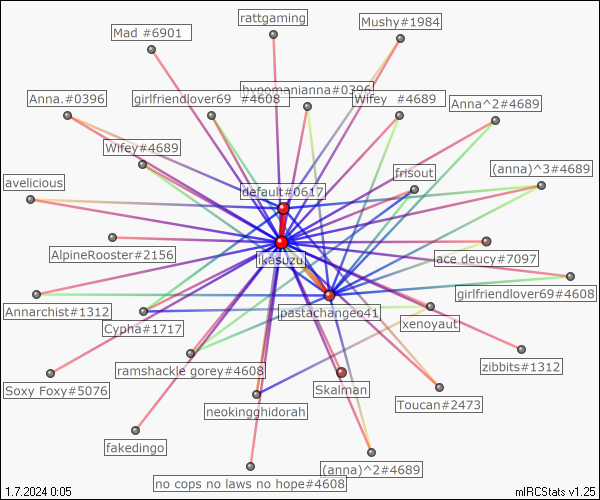 rattgaming
Mushy#1984
Mad #6901
hypomanianna#0396
Anna.#0396
girlfriendlover69 #4608
Wifey #4689
Anna^2#4689
Wifey#4689
frisout
(anna)^3#4689
avelicious
default#0617
AlpineRooster#2156
ikasuzu
ace deucy#7097
girlfriendlover69#4608
Annarchist#1312
pastachangeo41
Cypha#1717
xenoyaut
zibbits#1312
ramshackle gorey#4608
Soxy Foxy#5076
Skalman
Toucan#2473
neokingghidorah
fakedingo
(anna)^2#4689
no cops no laws no hope#4608
1.7.2024 0:05
mIRCStats v1.25